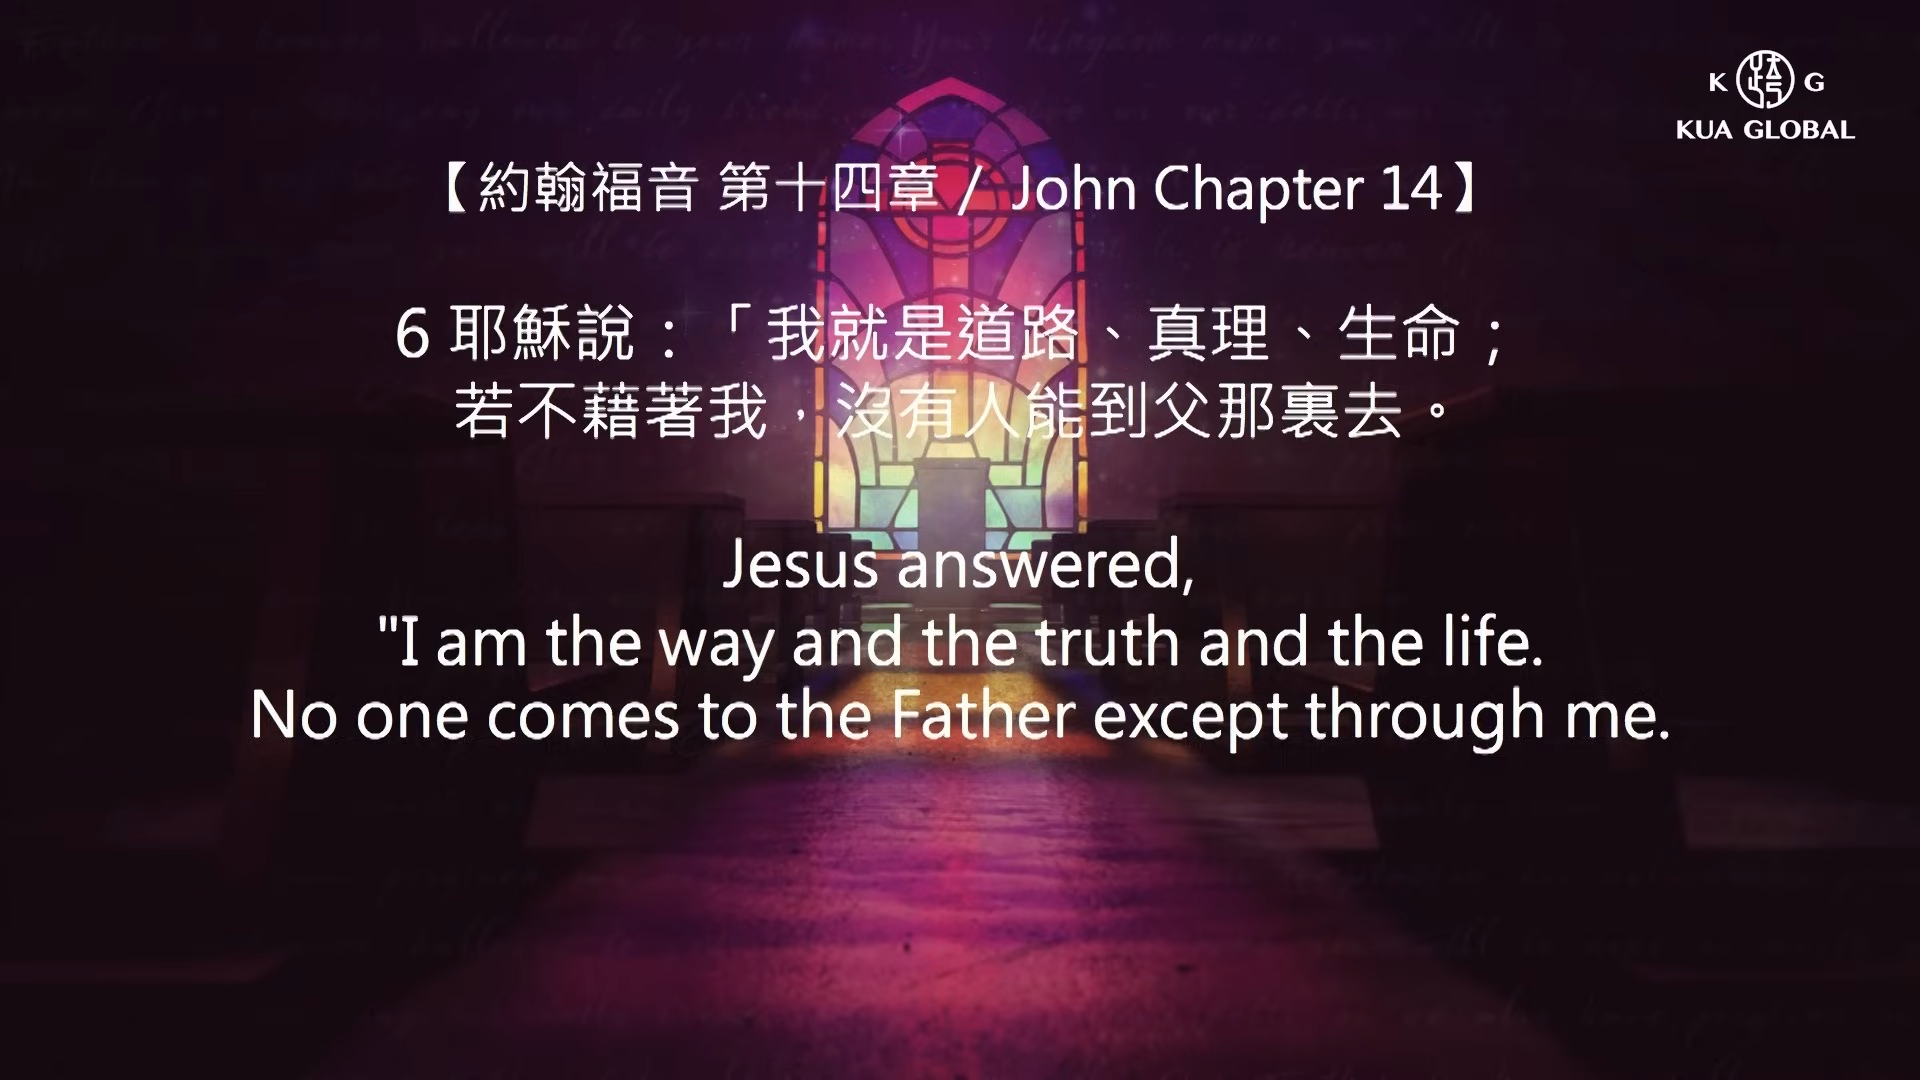 K G
KUA GLOBAL
【約翰福音 第十四章 / John Chapter 14】
6 耶穌說：「我就是道路、真理、生命；
若不藉著我，沒有人能到父那裏去。
Jesus answered,
"I am the way and the truth and the life.
No one comes to the Father except through me.